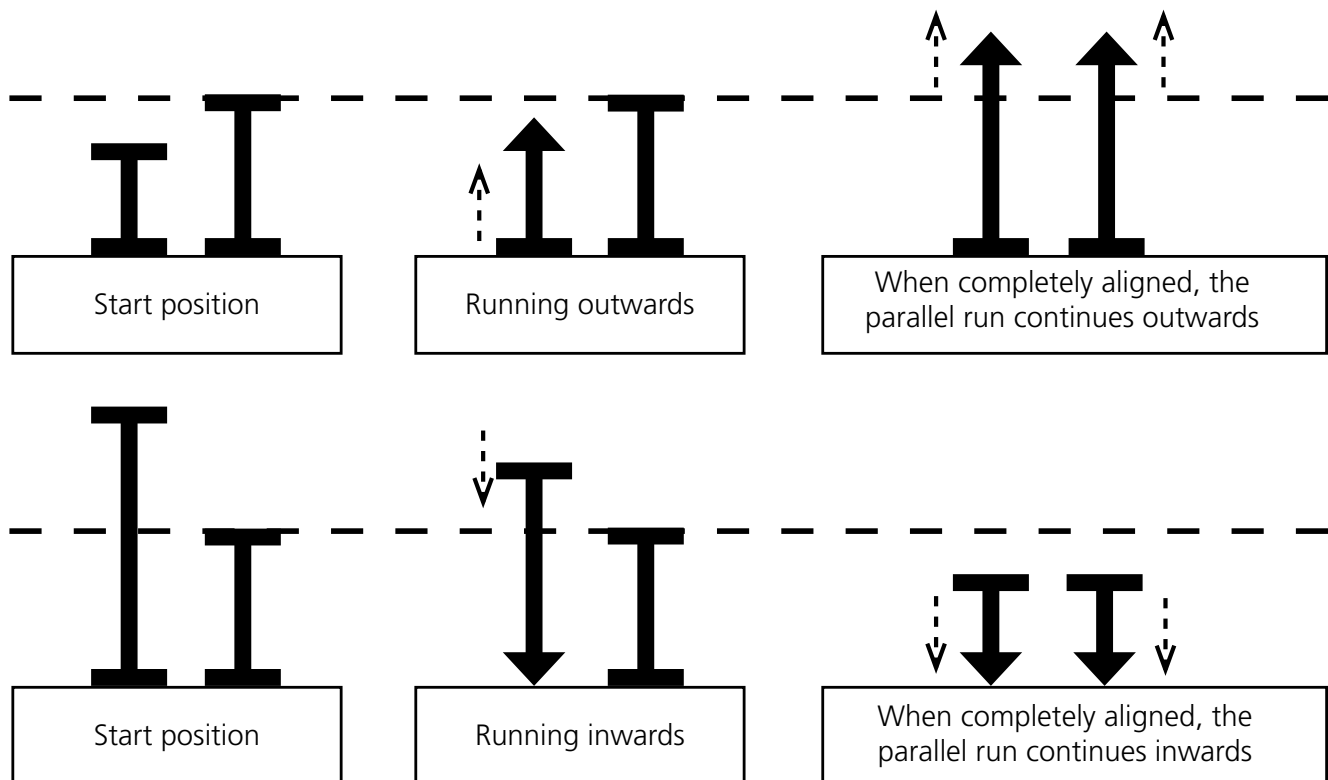 Start position
Running outwards
When completely aligned, the
parallel run continues outwards
Start position
Running inwards
When completely aligned, the
parallel run continues inwards